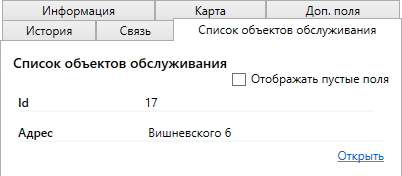 Информация Карта Доп. поля
История Связь Список объектов обслуживания
Список объектов обслуживания
Отображать пустые поля
Id 17
Адрес Вишневского 6
Открыть